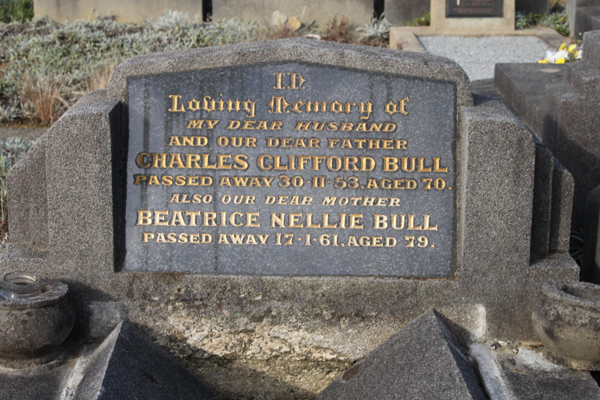 In
Loving Memory of
MY DEAR HUSBAND
AND OUR DEAR FATHER
CHARLES CLIFFORD BULL
PASSED AWAY 30·11·53, AGED 70.
ALSO OUR DEAR MOTHER
BEATRICE NELLIE BULL
PASSED AWAY 17·1·61, AGED 79.